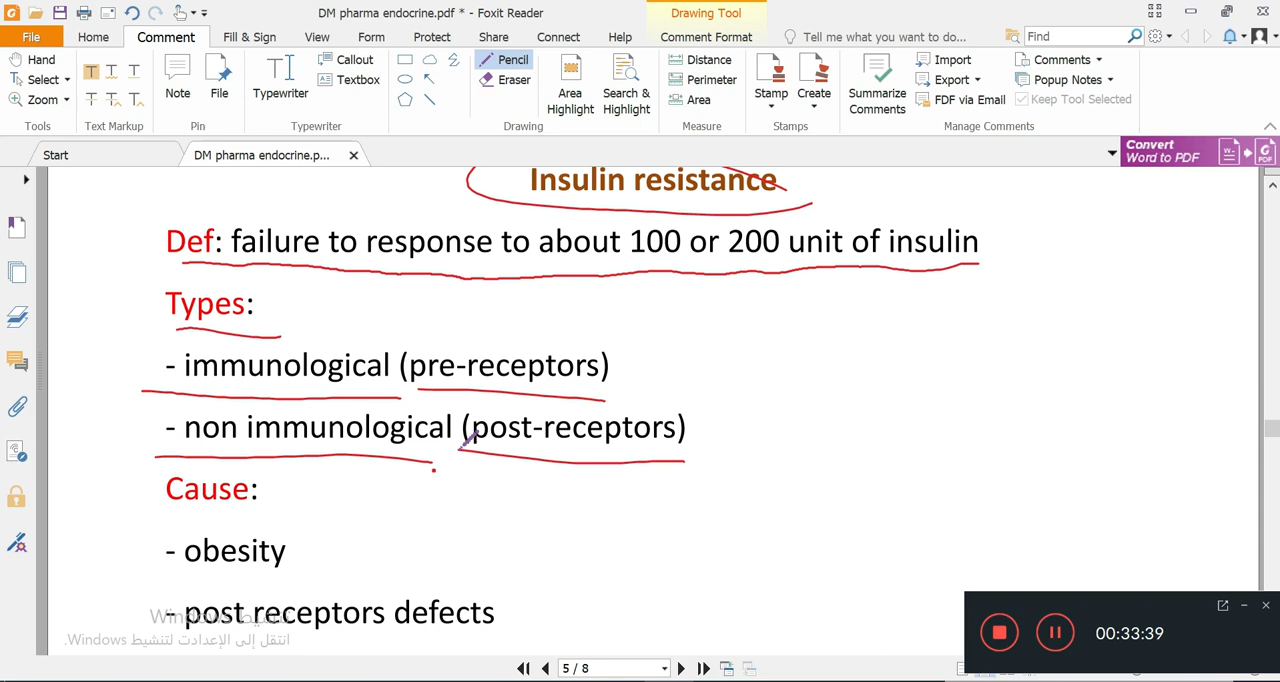 DM pharma endocrine.pdf * - Foxit Reader
Drawing Tool
File Home Comment Fill & Sign View Form Protect Share Connect Help Comment Format Tell me what you want to do... Find
Hand
Select
Zoom
Tools
Text Markup
Note
File
Pin
Typewriter
Callout
Textbox
Typewriter
Pencil
Eraser
Area Highlight
Search & Highlight
Drawing
Distance
Perimeter
Area
Measure
Stamp
Create
Stamps
Summarize Comments
Import
Export
FDF via Email
Comments
Popup Notes
Keep Tool Selected
Manage Comments
Start
DM pharma endocrine.p...
Convert
Word to PDF
W
PDF
Insulin resistance
Def: failure to response to about 100 or 200 unit of insulin
Types:
- immunological (pre-receptors)
- non immunological (post-receptors)
Cause:
- obesity
- post receptors defects
تنشيط Windows
انتقل إلى الإعدادت لتنشيط Windows.
00:33:39
5 / 8